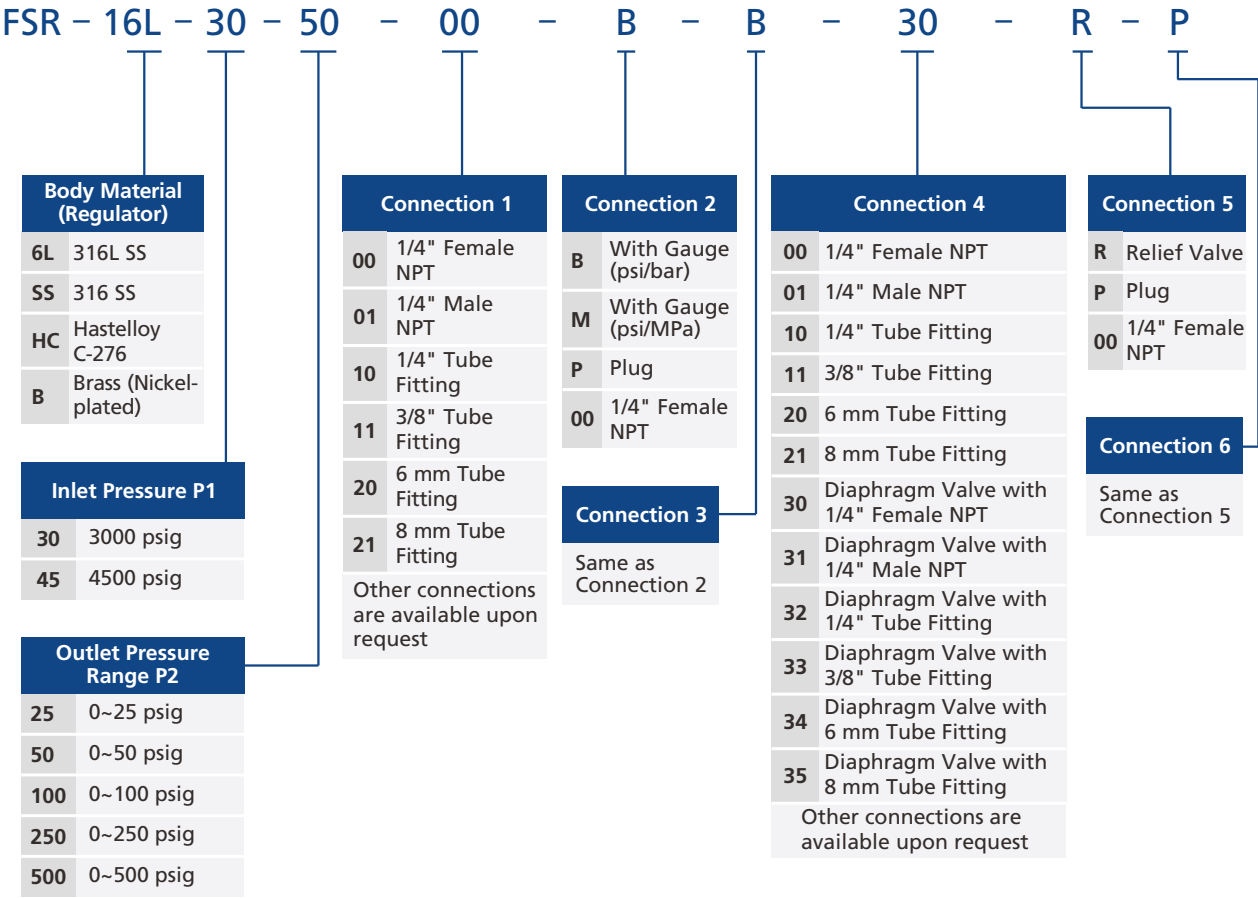 FSR – 16L – 30 – 50 – 00 – B – B – 30 – R – P
Body Material
(Regulator)
6L 316L SS
SS 316 SS
HC Hastelloy
C-276
B Brass (Nickel-
plated)
Inlet Pressure P1
30 3000 psig
45 4500 psig
Outlet Pressure
Range P2
25 0~25 psig
50 0~50 psig
100 0~100 psig
250 0~250 psig
500 0~500 psig
Connection 1
00 1/4" Female
NPT
01 1/4" Male
NPT
10 1/4" Tube
Fitting
11 3/8" Tube
Fitting
20 6 mm Tube
Fitting
21 8 mm Tube
Fitting
Other connections
are available upon
request
Connection 2
B With Gauge
(psi/bar)
M With Gauge
(psi/MPa)
P Plug
00 1/4" Female
NPT
Connection 3
Same as
Connection 2
Connection 4
00 1/4" Female NPT
01 1/4" Male NPT
10 1/4" Tube Fitting
11 3/8" Tube Fitting
20 6 mm Tube Fitting
21 8 mm Tube Fitting
30 Diaphragm Valve with
1/4" Female NPT
31 Diaphragm Valve with
1/4" Male NPT
32 Diaphragm Valve with
1/4" Tube Fitting
33 Diaphragm Valve with
3/8" Tube Fitting
34 Diaphragm Valve with
6 mm Tube Fitting
35 Diaphragm Valve with
8 mm Tube Fitting
Other connections are
available upon request
Connection 5
R Relief Valve
P Plug
00 1/4" Female
NPT
Connection 6
Same as
Connection 5